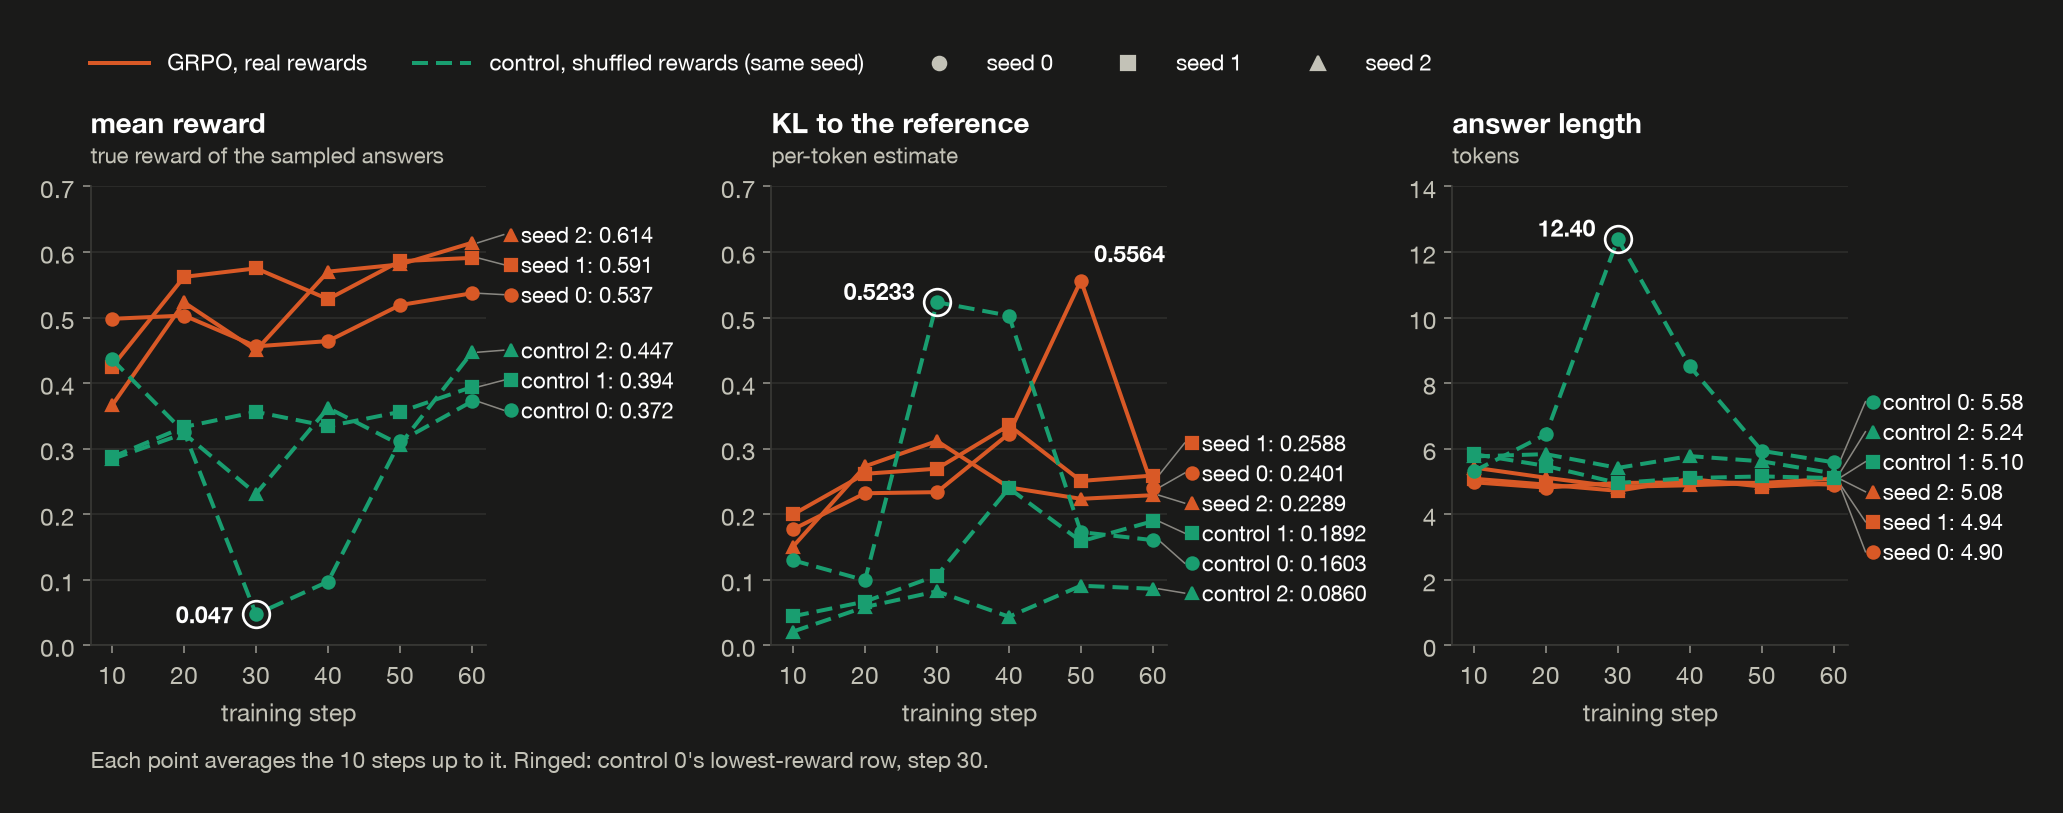 GRPO, real rewards
control, shuffled rewards (same seed)
seed 0
seed 1
seed 2
mean reward
true reward of the sampled answers
0.7
0.6
0.5
0.4
0.3
0.2
0.1
0.0
seed 2: 0.614
seed 1: 0.591
seed 0: 0.537
control 2: 0.447
control 1: 0.394
control 0: 0.372
0.047
10 20 30 40 50 60
training step
KL to the reference
per-token estimate
0.7
0.6
0.5
0.4
0.3
0.2
0.1
0.0
0.5564
0.5233
seed 1: 0.2588
seed 0: 0.2401
seed 2: 0.2289
control 1: 0.1892
control 0: 0.1603
control 2: 0.0860
10 20 30 40 50 60
training step
answer length
tokens
14
12
10
8
6
4
2
0
12.40
control 0: 5.58
control 2: 5.24
control 1: 5.10
seed 2: 5.08
seed 1: 4.94
seed 0: 4.90
10 20 30 40 50 60
training step
Each point averages the 10 steps up to it. Ringed: control 0's lowest-reward row, step 30.